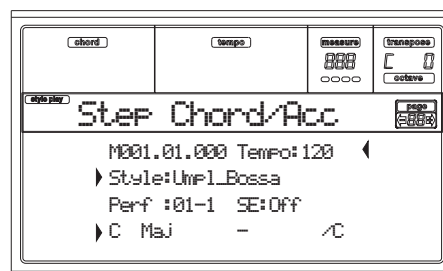 chord tempo measure transpose
888 C 0
octave
style play Step Chord/Acc page
M001.01.000 Tempo:120
Style:Umpl_Bossa
Perf :01-1 SE:Off
C Maj - /C